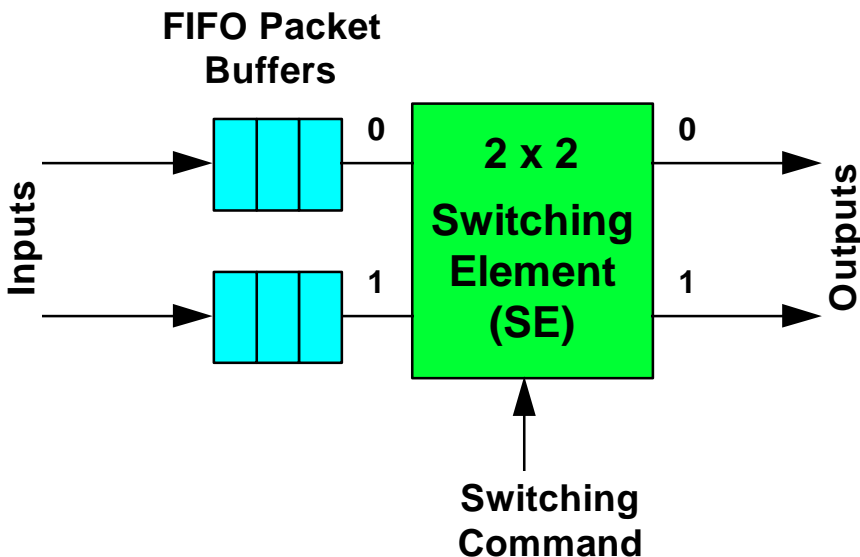 FIFO Packet
Buffers
Inputs
0
1
2 x 2
Switching
Element
(SE)
0
1
Outputs
Switching
Command